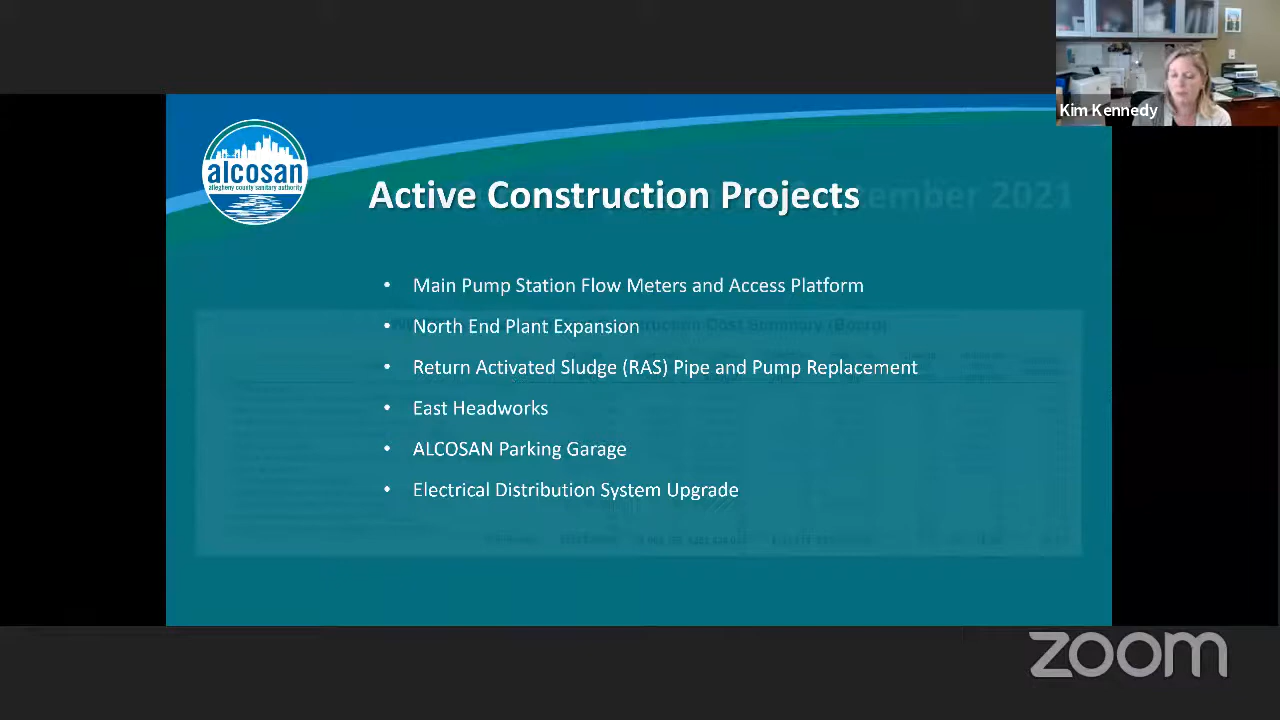 Kim Kennedy
alcosan
allegheny county sanitary authority
Active Construction Projects
September 2021
• Main Pump Station Flow Meters and Access Platform
• North End Plant Expansion
• Return Activated Sludge (RAS) Pipe and Pump Replacement
• East Headworks
• ALCOSAN Parking Garage
• Electrical Distribution System Upgrade
zoom